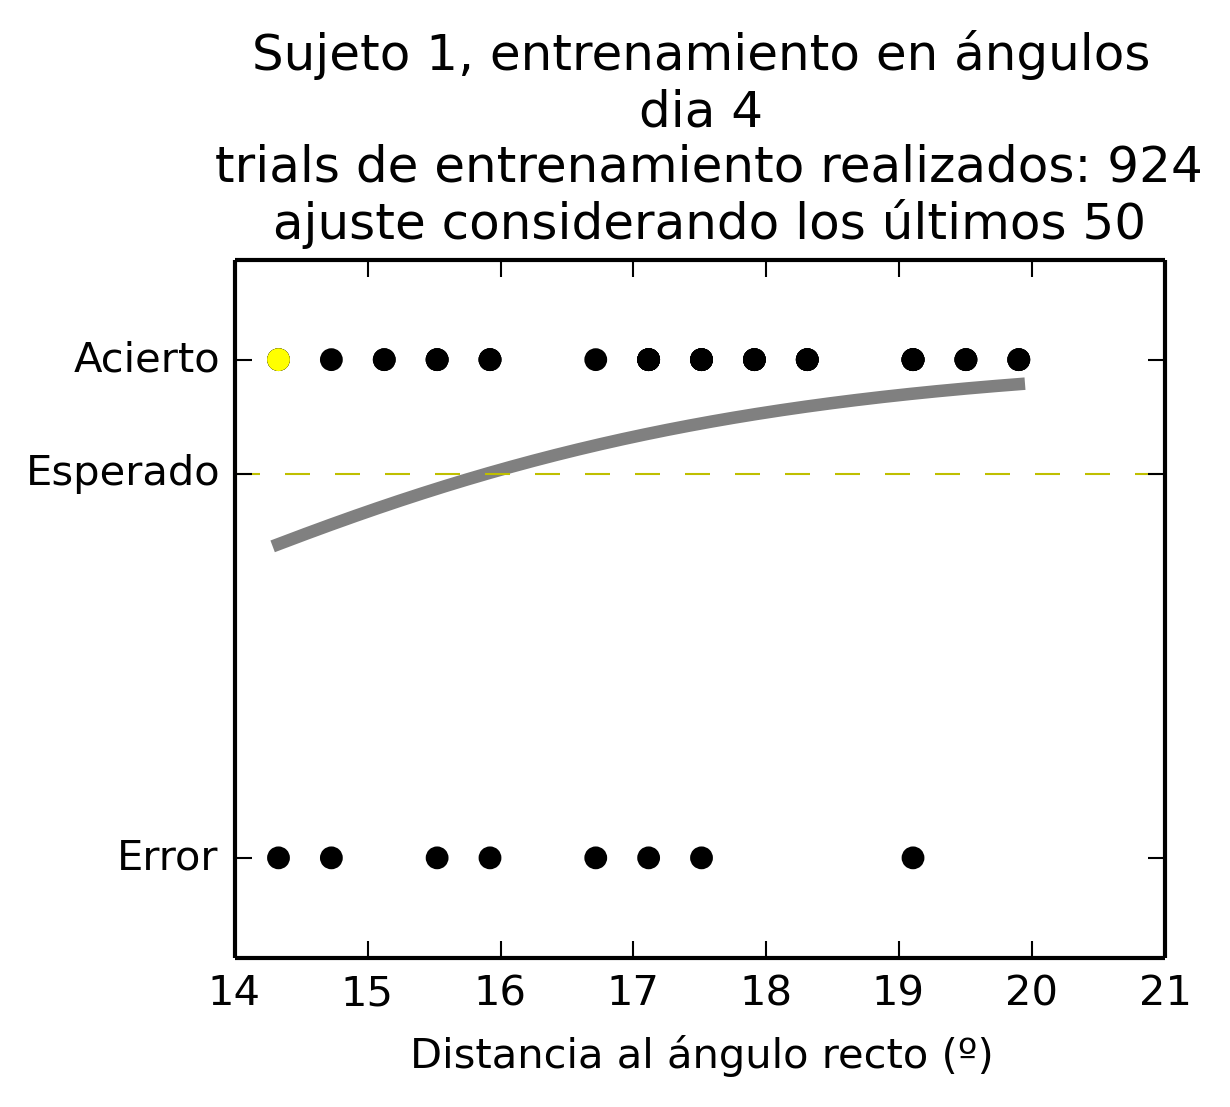 Sujeto 1, entrenamiento en ángulos
dia 4
trials de entrenamiento realizados: 924
ajuste considerando los últimos 50
Acierto
Esperado
Error
14 15 16 17 18 19 20 21
Distancia al ángulo recto (º)